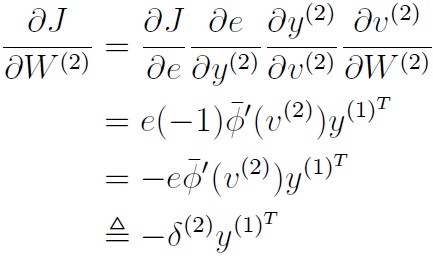 ∂J/∂W⁽²⁾ = ∂J/∂e ∂e/∂y⁽²⁾ ∂y⁽²⁾/∂v⁽²⁾ ∂v⁽²⁾/∂W⁽²⁾
= e(−1)ϕ̄′(v⁽²⁾)y⁽¹⁾ᵀ
= −eϕ̄′(v⁽²⁾)y⁽¹⁾ᵀ
≜ −δ⁽²⁾y⁽¹⁾ᵀ